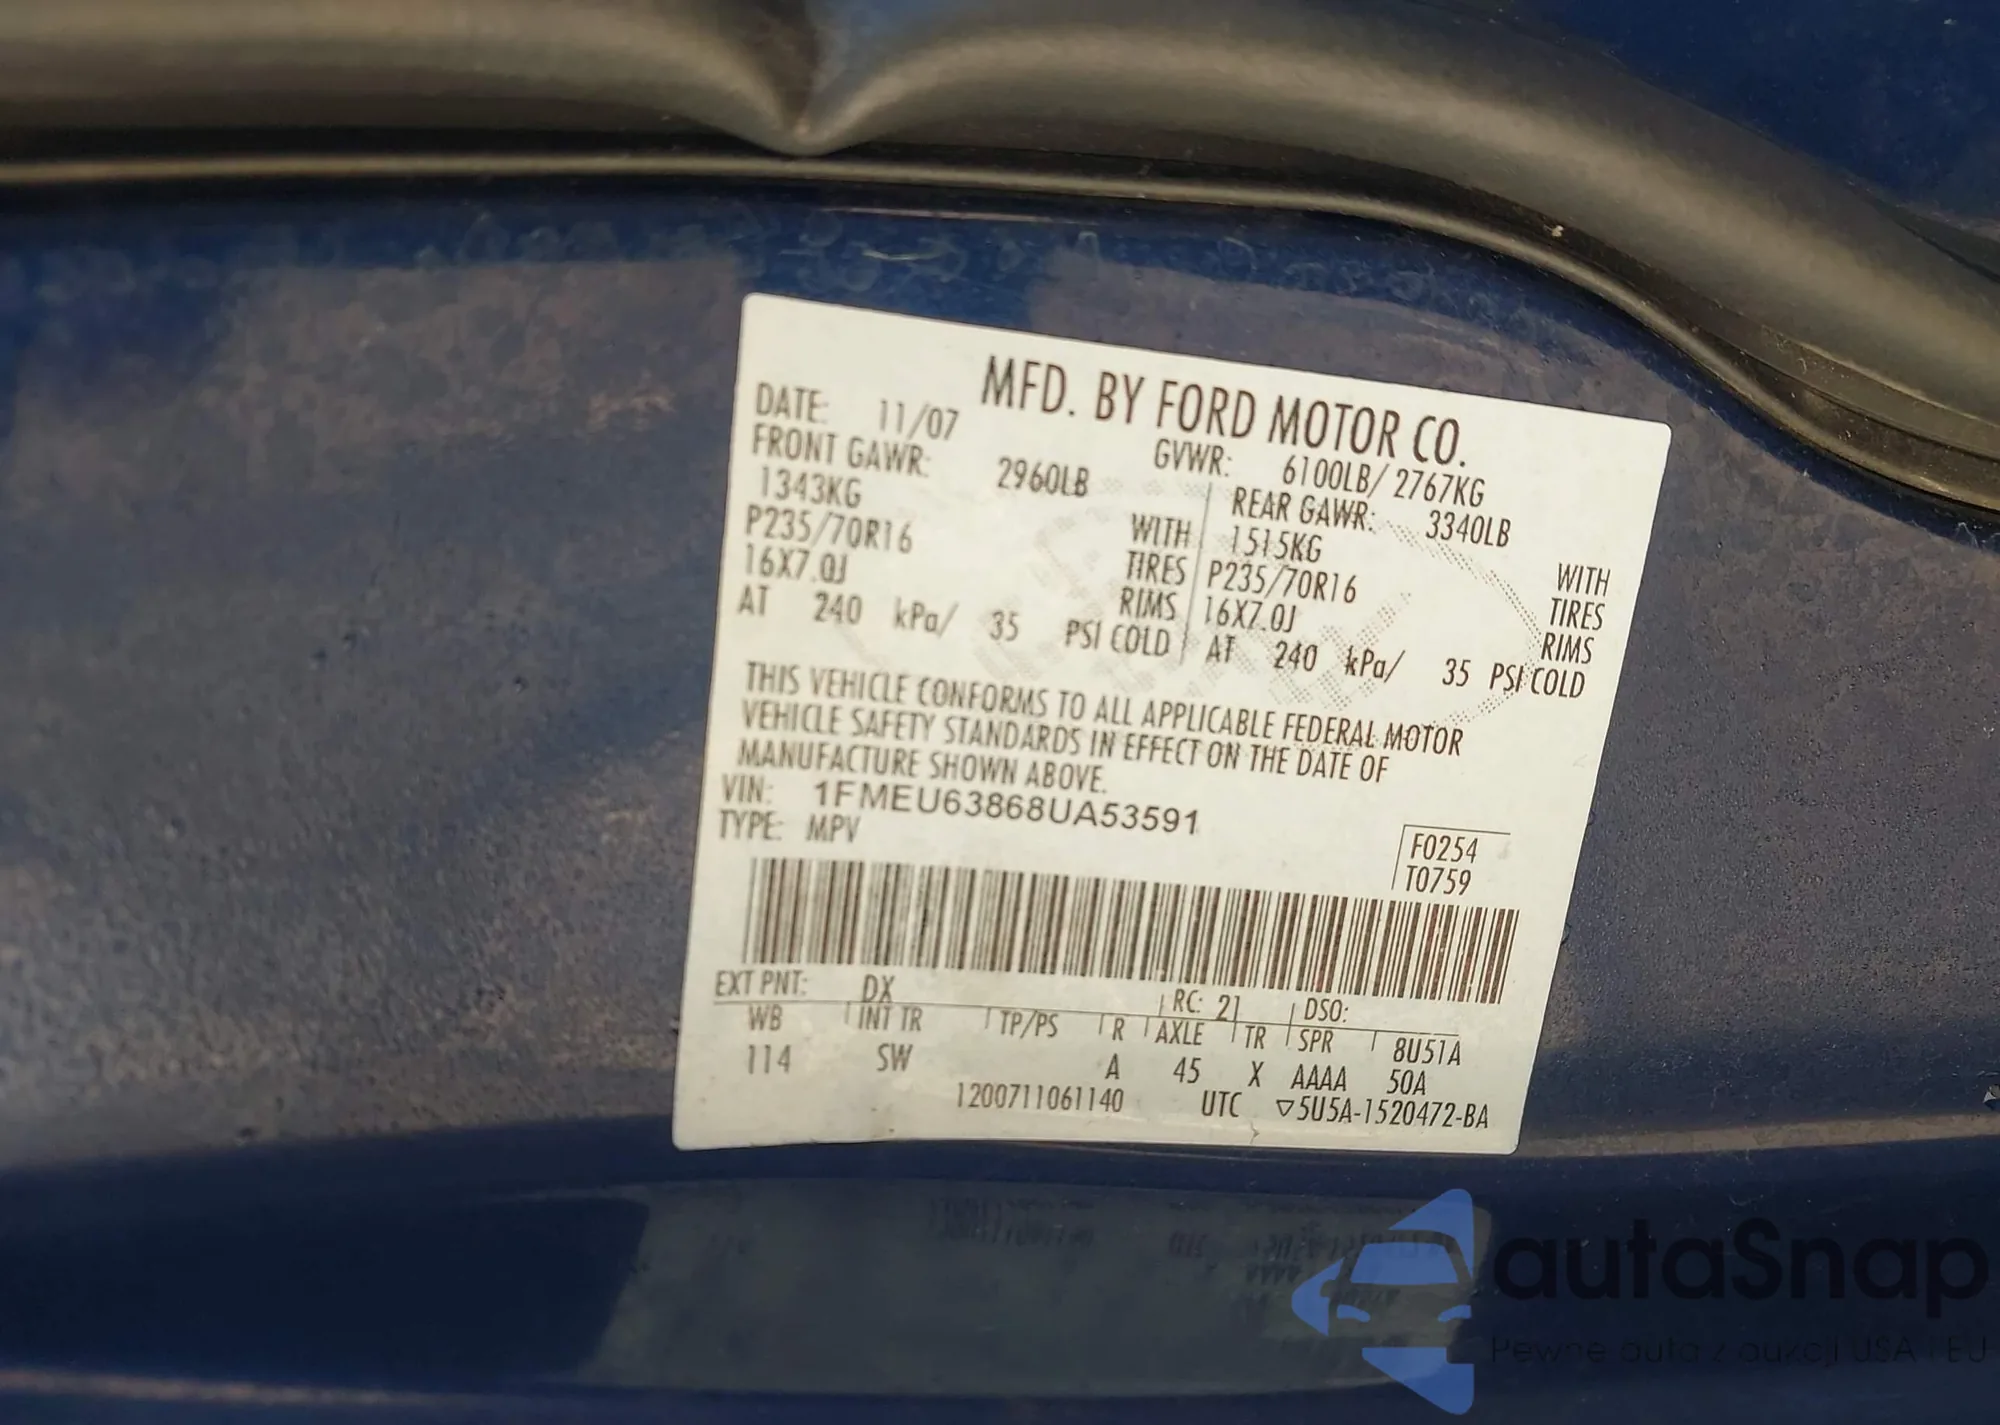 MFD. BY FORD MOTOR CO.
DATE: 11/07 GVWR: 6100LB/ 2767KG
FRONT GAWR: 2960LB REAR GAWR: 3340LB
1343KG WITH 1515KG WITH
P235/70R16 TIRES P235/70R16 TIRES
16X7.0J RIMS 16X7.0J RIMS
AT 240 kPa/ 35 PSI COLD AT 240 kPa/ 35 PSI COLD
THIS VEHICLE CONFORMS TO ALL APPLICABLE FEDERAL MOTOR
VEHICLE SAFETY STANDARDS IN EFFECT ON THE DATE OF
MANUFACTURE SHOWN ABOVE.
VIN: 1FMEU63868UA53591
TYPE: MPV
F0254
T0759
EXT PNT: DX RC: 21 DSO:
WB INT TR TP/PS R AXLE TR SPR 8U51A
114 SW A 45 X AAAA 50A
1200711061140 UTC ▽5U5A-1520472-BA
autaSnap
Pewne auta z aukcji USA i EU